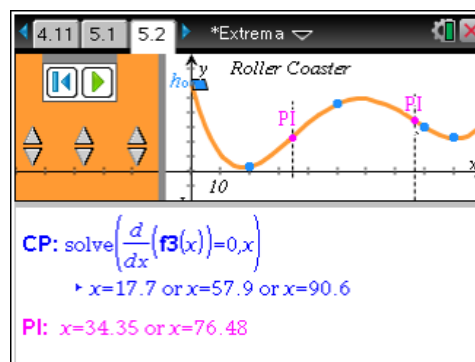 4.11 5.1 5.2 *Extrema
y Roller Coaster
h₀
PI PI
x
10
CP: solve(d/dx(f3(x))=0,x)
▸ x=17.7 or x=57.9 or x=90.6
PI: x=34.35 or x=76.48